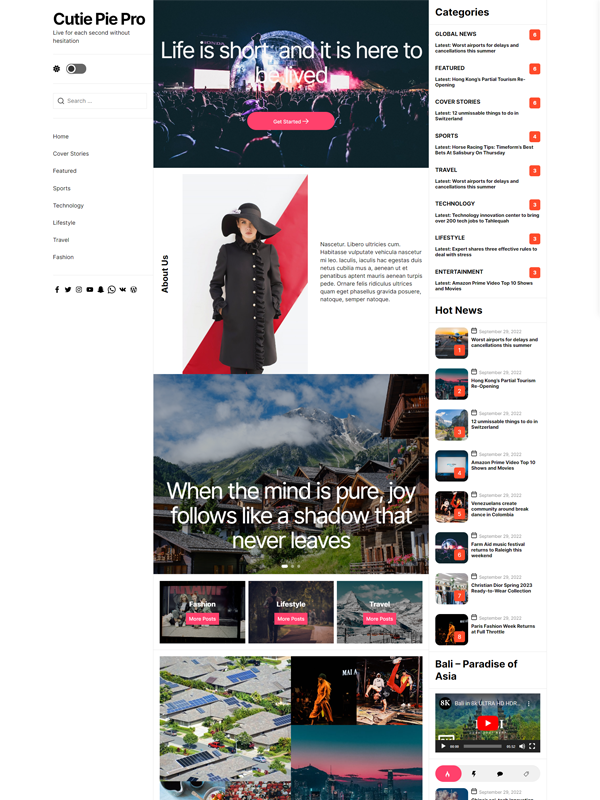 Cutie Pie Pro
Live for each second without
hesitation
Search ...
Home
Cover Stories
Featured
Sports
Technology
Lifestyle
Travel
Fashion
Life is short, and it is here to
be lived
Get Started
About Us
Nascetur. Libero ultricies cum.
Habitasse vulputate vehicula nascetur
mi leo. Iaculis, iaculis hac egestas duis
netus cubilia mus a, aenean ut et
penatibus aptent mauris aenean turpis
pede. Ornare felis ridiculus ultrices
quam eget phasellus gravida posuere,
natoque, semper natoque.
When the mind is pure, joy
follows like a shadow that
never leaves
Fashion
More Posts
Lifestyle
More Posts
Travel
More Posts
Categories
GLOBAL NEWS
8
Latest: Worst airports for delays and
cancellations this summer
FEATURED
6
Latest: Hong Kong's Partial Tourism Re-
Opening
COVER STORIES
6
Latest: 12 unmissable things to do in
Switzerland
SPORTS
4
Latest: Horse Racing Tips: Timeform's Best
Bets At Salisbury On Thursday
TRAVEL
3
Latest: Worst airports for delays and
cancellations this summer
TECHNOLOGY
3
Latest: Technology innovation center to bring
over 200 tech jobs to Tahlequah
LIFESTYLE
3
Latest: Expert shares three effective rules to
deal with stress
ENTERTAINMENT
3
Latest: Amazon Prime Video Top 10 Shows
and Movies
Hot News
September 29, 2022
Worst airports for delays and
cancellations this summer
1
September 29, 2022
Hong Kong's Partial Tourism
Re-Opening
2
September 29, 2022
12 unmissable things to do in
Switzerland
3
September 29, 2022
Amazon Prime Video Top 10
Shows and Movies
4
September 29, 2022
Venezuelans create
community around break
dance in Colombia
5
September 29, 2022
Farm Aid music festival
returns to Raleigh this
weekend
6
September 29, 2022
Christian Dior Spring 2023
Ready-to-Wear Collection
7
September 29, 2022
Paris Fashion Week Returns
at Full Throttle
8
Bali – Paradise of
Asia
8K
Bali in 8k ULTRA HD HDR...
00:00
September 29, 2022